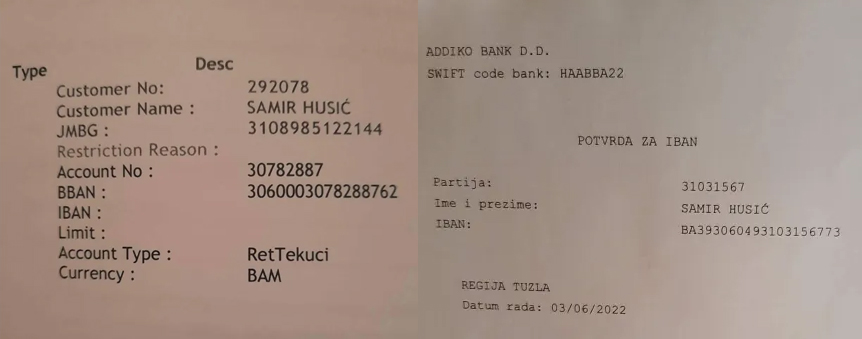 Type Desc
Customer No: 292078
Customer Name : SAMIR HUSIĆ
JMBG : 3108985122144
Restriction Reason :
Account No : 30782887
BBAN : 3060003078288762
IBAN :
Limit :
Account Type : RetTekuci
Currency : BAM
ADDIKO BANK D.D.
SWIFT code bank: HAABBA22
POTVRDA ZA IBAN
Partija: 31031567
Ime i prezime: SAMIR HUSIĆ
IBAN: BA393060493103156773
REGIJA TUZLA
Datum rada: 03/06/2022